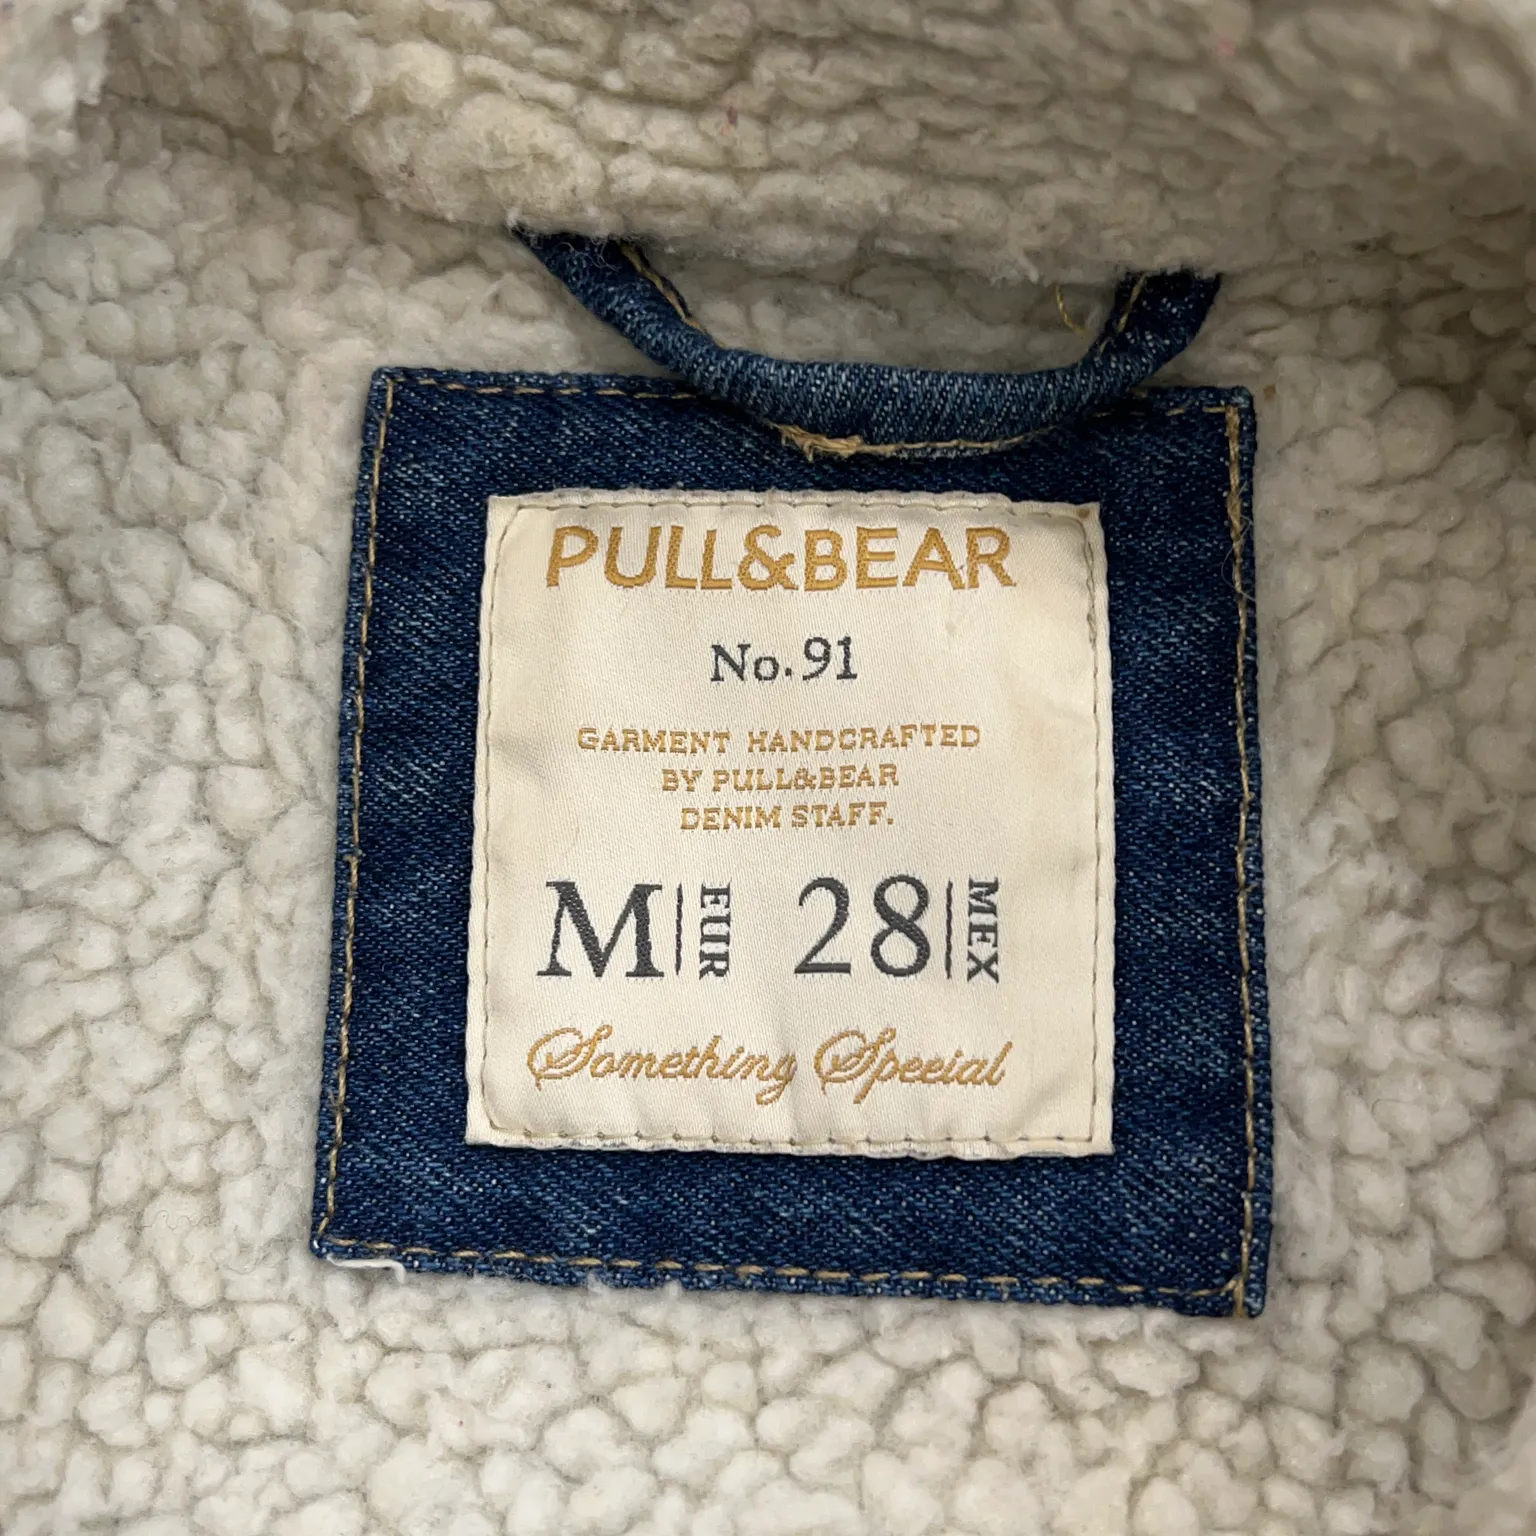 PULL&BEAR
No. 91
GARMENT HANDCRAFTED
BY PULL&BEAR
DENIM STAFF.
M EUR 28 MEX
Something Special